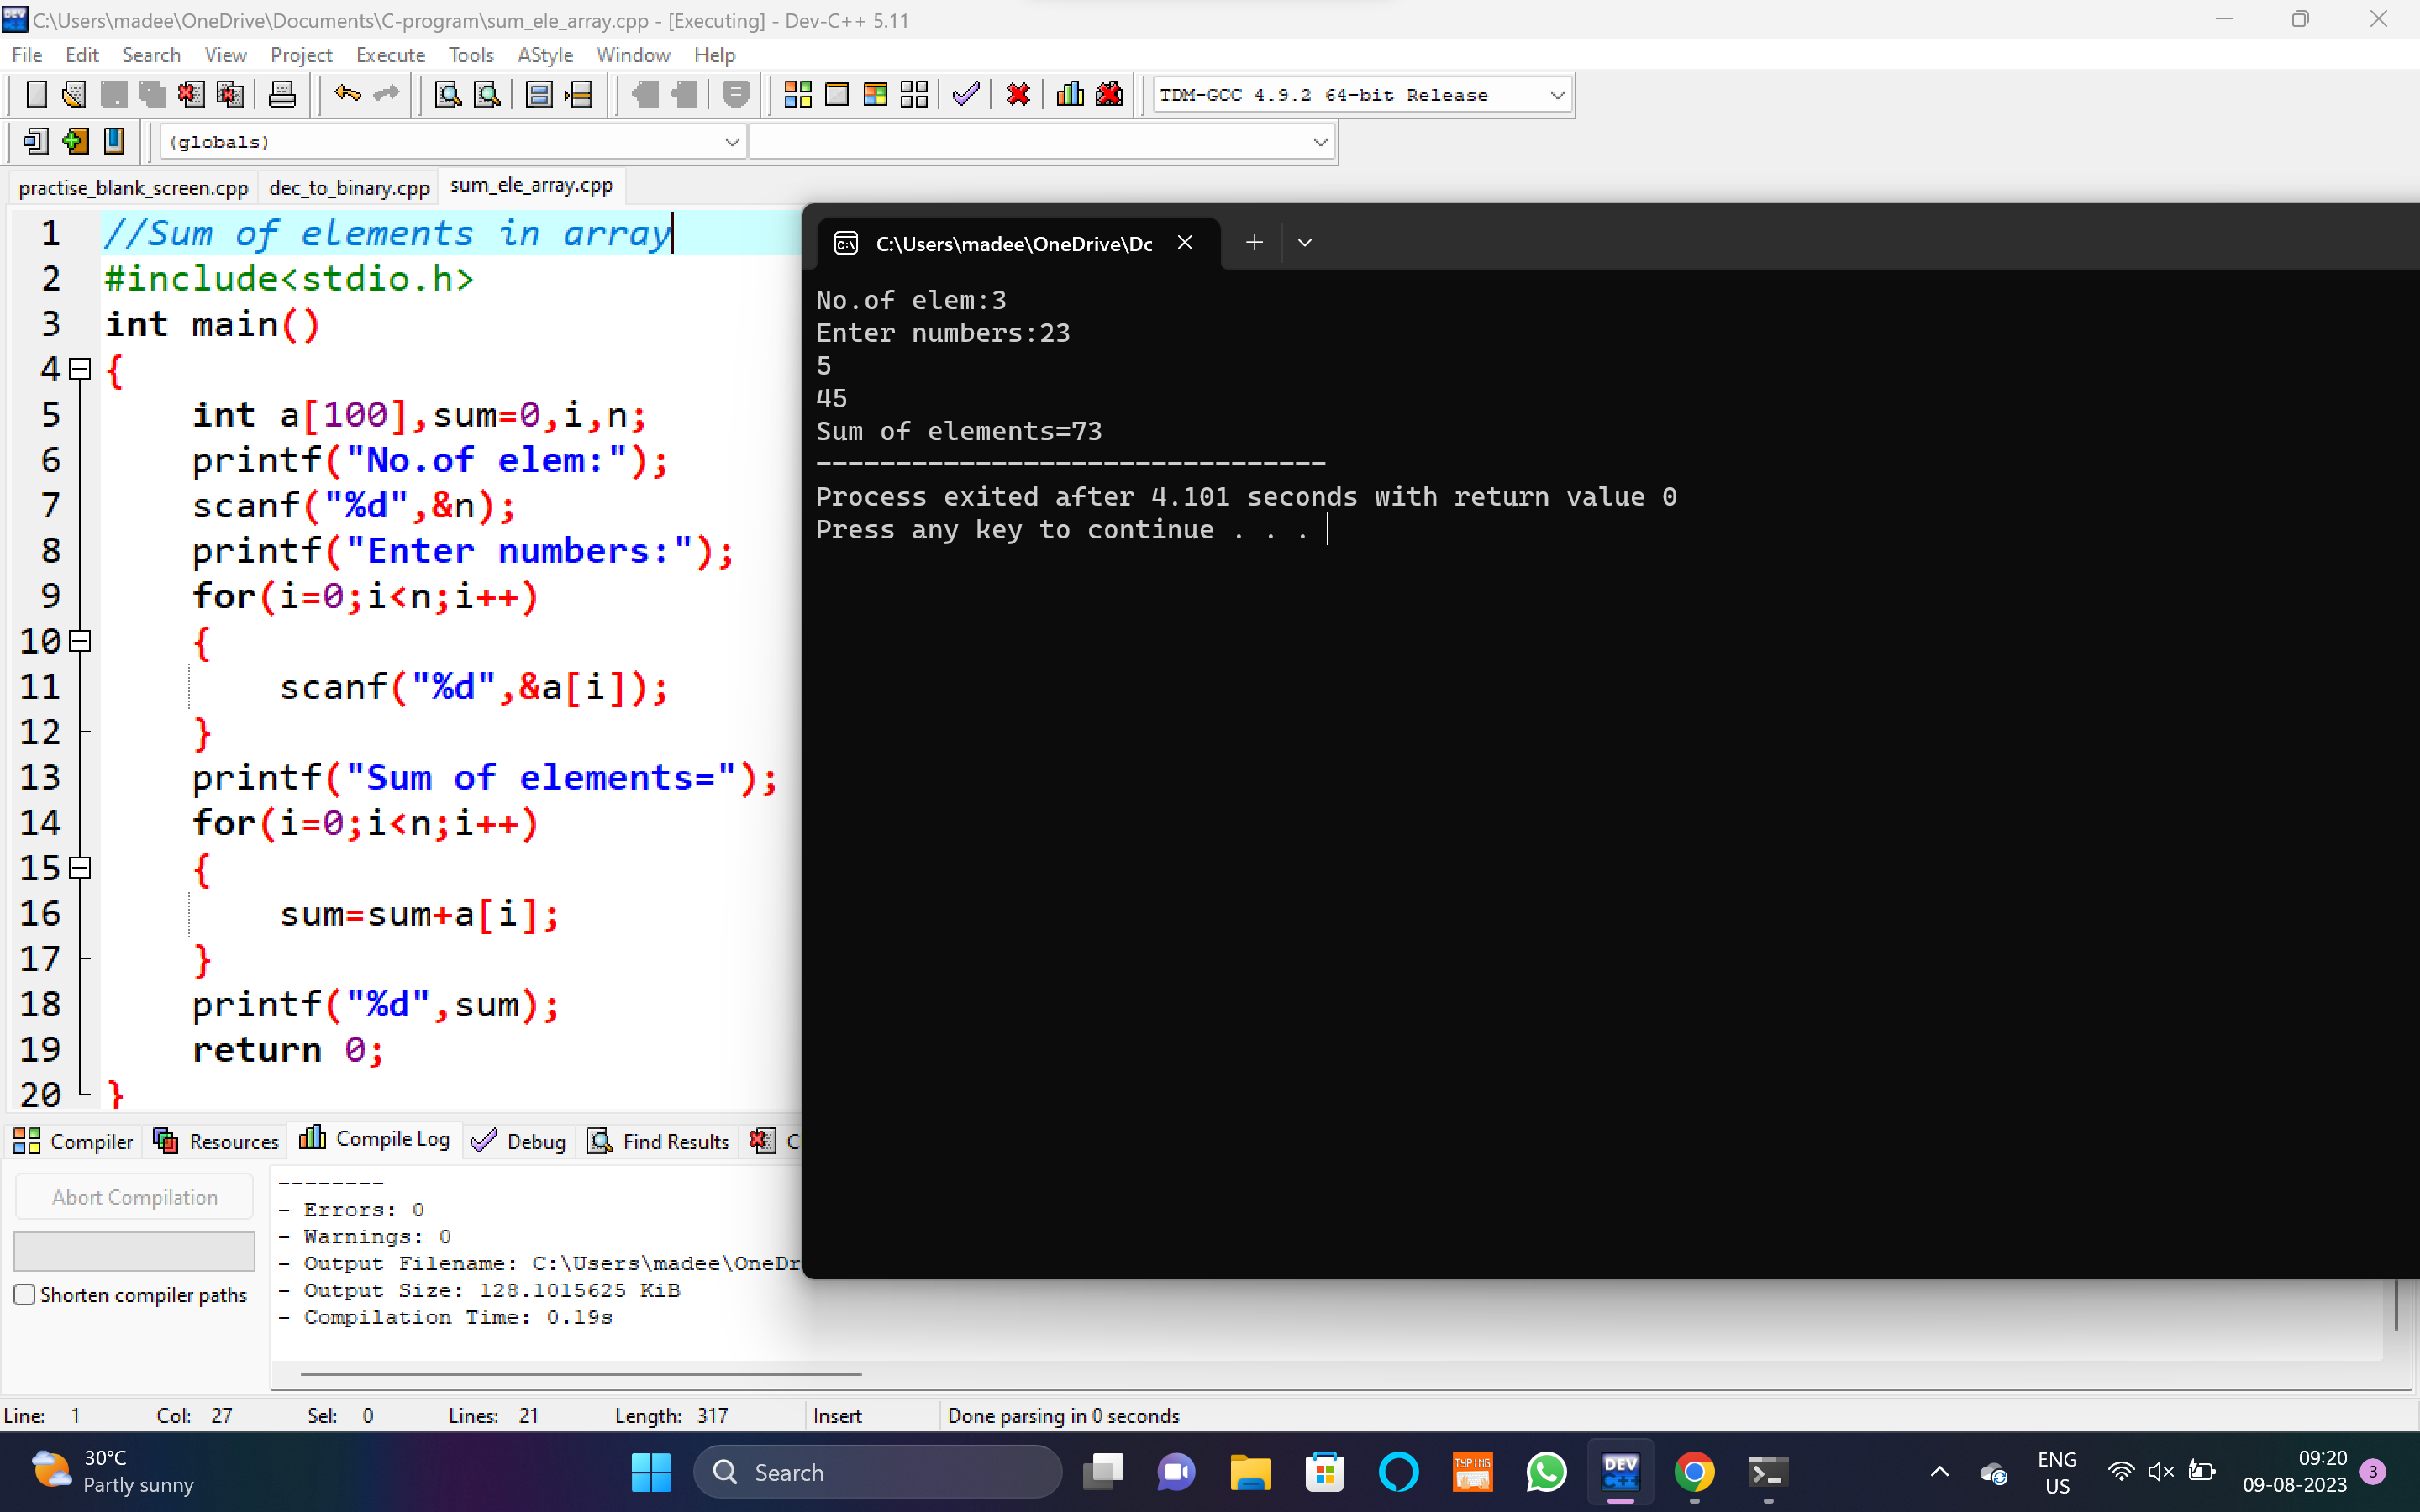 C:\Users\madee\OneDrive\Documents\C-program\sum_ele_array.cpp - [Executing] - Dev-C++ 5.11
File Edit Search View Project Execute Tools AStyle Window Help
TDM-GCC 4.9.2 64-bit Release
(globals)
practise_blank_screen.cpp dec_to_binary.cpp sum_ele_array.cpp
1 //Sum of elements in array
2 #include<stdio.h>
3 int main()
4 {
5 int a[100],sum=0,i,n;
6 printf("No.of elem:");
7 scanf("%d",&n);
8 printf("Enter numbers:");
9 for(i=0;i<n;i++)
10 {
11 scanf("%d",&a[i]);
12 }
13 printf("Sum of elements=");
14 for(i=0;i<n;i++)
15 {
16 sum=sum+a[i];
17 }
18 printf("%d",sum);
19 return 0;
20 }
C:\Users\madee\OneDrive\Dc
No.of elem:3
Enter numbers:23
5
45
Sum of elements=73
--------------------------------
Process exited after 4.101 seconds with return value 0
Press any key to continue . . .
Compiler Resources Compile Log Debug Find Results
Abort Compilation
Shorten compiler paths
--------
- Errors: 0
- Warnings: 0
- Output Filename: C:\Users\madee\OneDr
- Output Size: 128.1015625 KiB
- Compilation Time: 0.19s
Line: 1 Col: 27 Sel: 0 Lines: 21 Length: 317 Insert Done parsing in 0 seconds
30°C
Partly sunny
Search
TYPING
DEV
C++
ENG
US
09:20
09-08-2023
3